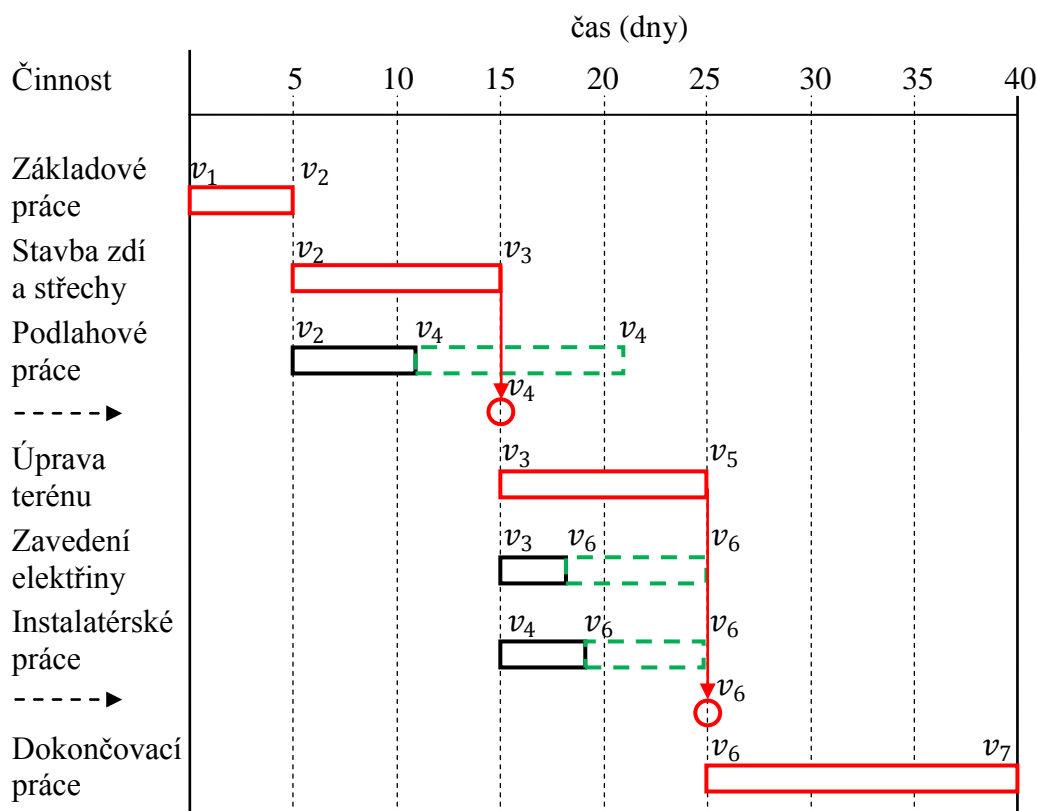 čas (dny)
Činnost 5 10 15 20 25 30 35 40
Základové
práce
v₁ v₂
Stavba zdí
a střechy
v₂ v₃
Podlahové
práce
v₂ v₄ v₄
v₄
Úprava
terénu
v₃ v₅
Zavedení
elektřiny
v₃ v₆ v₆
Instalatérské
práce
v₄ v₆ v₆
v₆
Dokončovací
práce
v₆ v₇